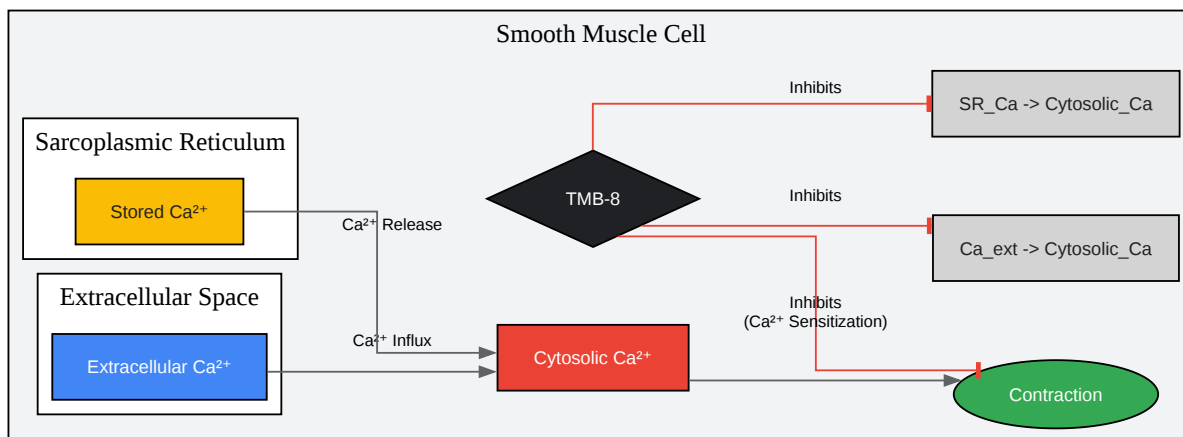 Smooth Muscle Cell
Inhibits
SR_Ca -> Cytosolic_Ca
Sarcoplasmic Reticulum
Stored Ca²⁺
Ca²⁺ Release
TMB-8
Inhibits
Ca_ext -> Cytosolic_Ca
Extracellular Space
Extracellular Ca²⁺
Ca²⁺ Influx
Cytosolic Ca²⁺
Inhibits
(Ca²⁺ Sensitization)
Contraction